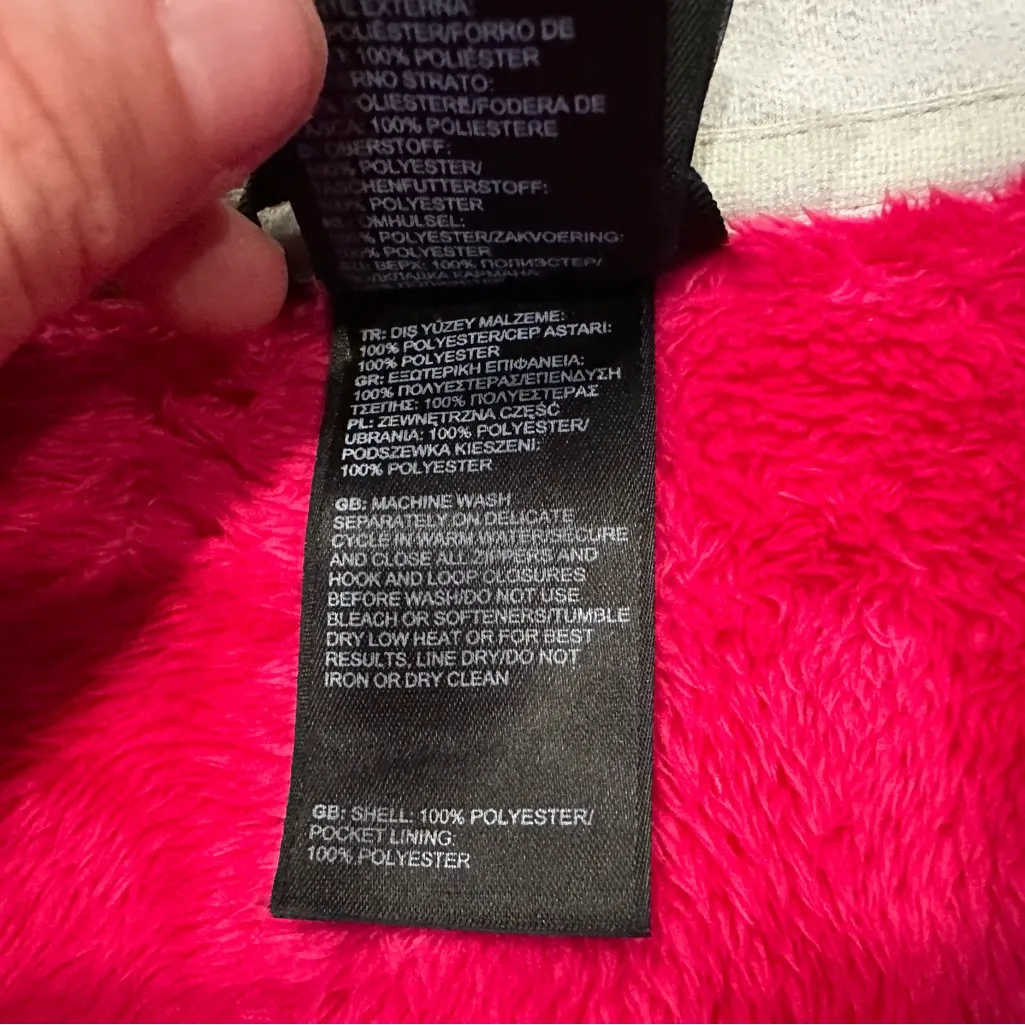 EXTERNA:
POLIÉSTER/FORRO DE
100% POLIÉSTER
STRATO:
POLIESTERE/FODERA DE
100% POLIESTERE
% POLYESTER/
TASCHENFUTTERSTOFF:
% POLYESTER
OMHULSEL:
% POLYESTER/ZAKVOERING:
% POLYESTER
ВЕРХ: 100% ПОЛИЭСТЕР/
КАРМАНА
TR: DIŞ YÜZEY MALZEME:
100% POLYESTER/CEP ASTARI:
100% POLYESTER
GR: ΕΞΩΤΕΡΙΚΗ ΕΠΙΦΑΝΕΙΑ:
100% ΠΟΛΥΕΣΤΕΡΑΣ/ΕΠΕΝΔΥΣΗ
ΤΣΕΠΗΣ: 100% ΠΟΛΥΕΣΤΕΡΑΣ
PL: ZEWNĘTRZNA CZĘŚĆ
UBRANIA: 100% POLYESTER/
PODSZEWKA KIESZENI:
100% POLYESTER
GB: MACHINE WASH
SEPARATELY ON DELICATE
CYCLE IN WARM WATER/SECURE
AND CLOSE ALL ZIPPERS AND
HOOK AND LOOP CLOSURES
BEFORE WASH/DO NOT USE
BLEACH OR SOFTENERS/TUMBLE
DRY LOW HEAT OR FOR BEST
RESULTS, LINE DRY/DO NOT
IRON OR DRY CLEAN
GB: SHELL: 100% POLYESTER/
POCKET LINING:
100% POLYESTER